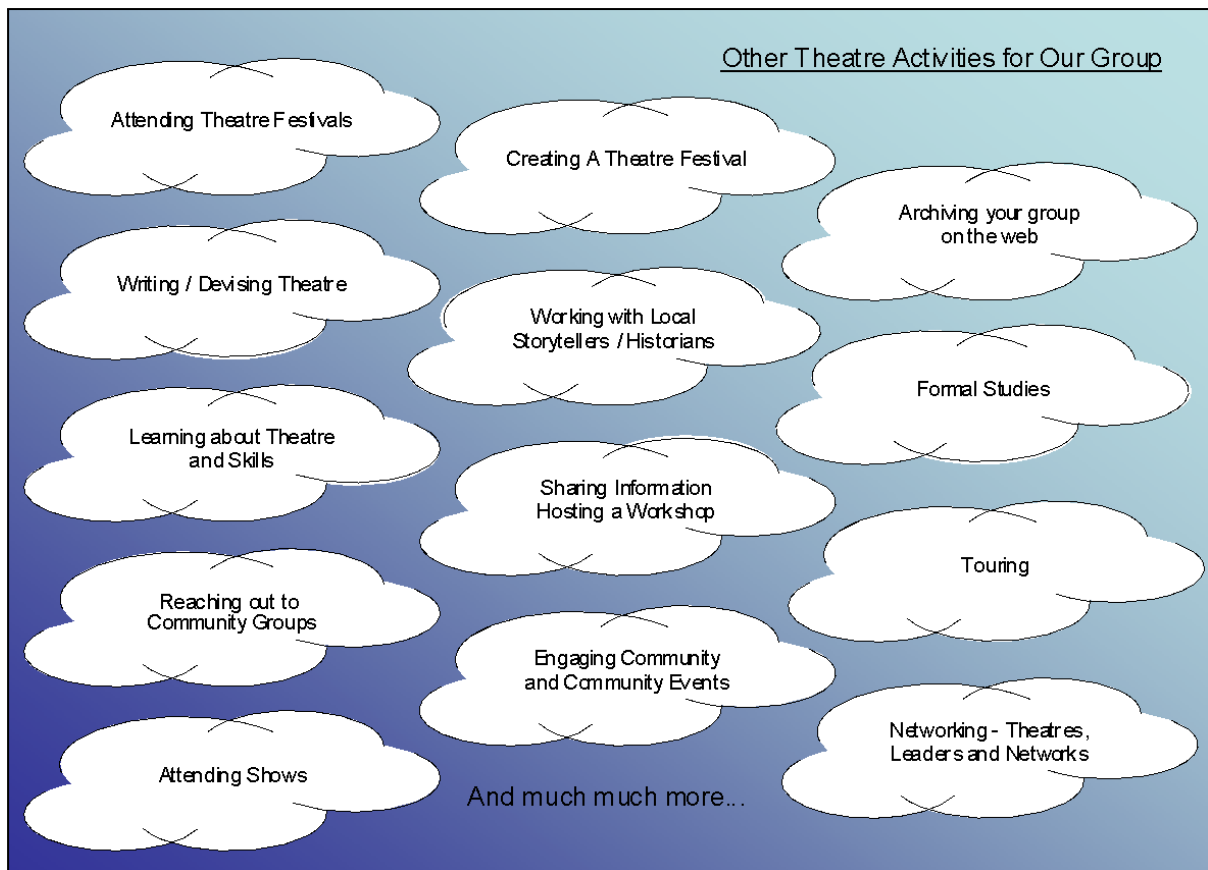 Other Theatre Activities for Our Group
Attending Theatre Festivals
Writing / Devising Theatre
Learning about Theatre
and Skills
Reaching out to
Community Groups
Attending Shows
Creating A Theatre Festival
Working with Local
Storytellers / Historians
Sharing Information
Hosting a Workshop
Engaging Community
and Community Events
And much much more...
Archiving your group
on the web
Formal Studies
Touring
Networking - Theatres,
Leaders and Networks